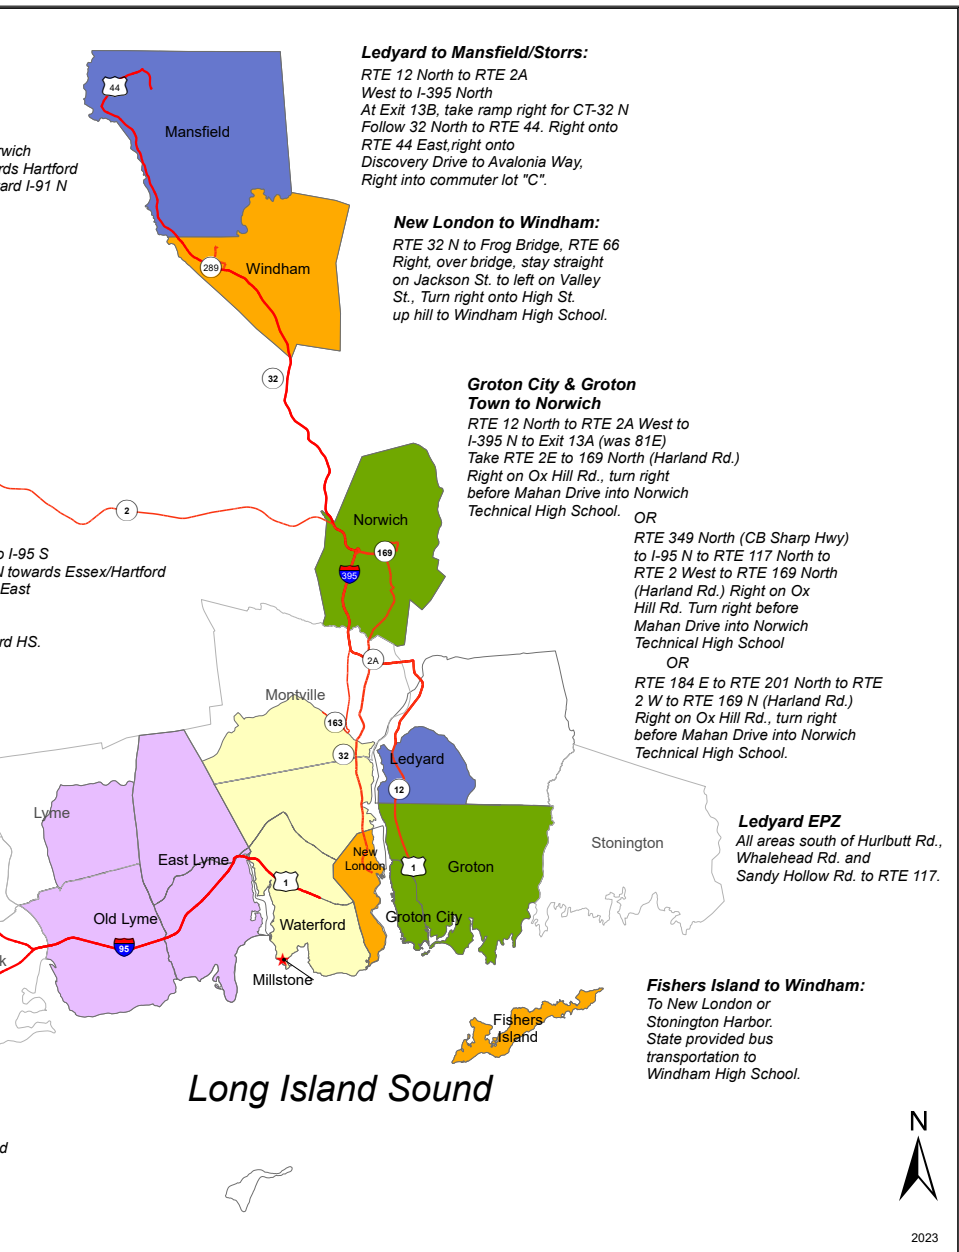 Ledyard to Mansfield/Storrs:
RTE 12 North to RTE 2A
West to I-395 North
At Exit 13B, take ramp right for CT-32 N
Follow 32 North to RTE 44. Right onto
RTE 44 East,right onto
Discovery Drive to Avalonia Way,
Right into commuter lot "C".
44
Mansfield
rwich
rds Hartford
ard I-91 N
New London to Windham:
RTE 32 N to Frog Bridge, RTE 66
Right, over bridge, stay straight
on Jackson St. to left on Valley
St., Turn right onto High St.
up hill to Windham High School.
289
Windham
32
Groton City & Groton
Town to Norwich
RTE 12 North to RTE 2A West to
I-395 N to Exit 13A (was 81E)
Take RTE 2E to 169 North (Harland Rd.)
Right on Ox Hill Rd., turn right
before Mahan Drive into Norwich
Technical High School.
OR
RTE 349 North (CB Sharp Hwy)
to I-95 N to RTE 117 North to
RTE 2 West to RTE 169 North
(Harland Rd.) Right on Ox
Hill Rd. Turn right before
Mahan Drive into Norwich
Technical High School
OR
RTE 184 E to RTE 201 North to RTE
2 W to RTE 169 N (Harland Rd.)
Right on Ox Hill Rd., turn right
before Mahan Drive into Norwich
Technical High School.
2
Norwich
169
395
o I-95 S
N towards Essex/Hartford
East
rd HS.
2A
Montville
163
32
Ledyard
12
Lyme
East Lyme
New
London
1
Groton
1
Stonington
Old Lyme
Waterford
Groton City
95
k
Millstone
Ledyard EPZ
All areas south of Hurlbutt Rd.,
Whalehead Rd. and
Sandy Hollow Rd. to RTE 117.
Fishers Island to Windham:
To New London or
Stonington Harbor.
State provided bus
transportation to
Windham High School.
Fishers
Island
Long Island Sound
N
d
2023